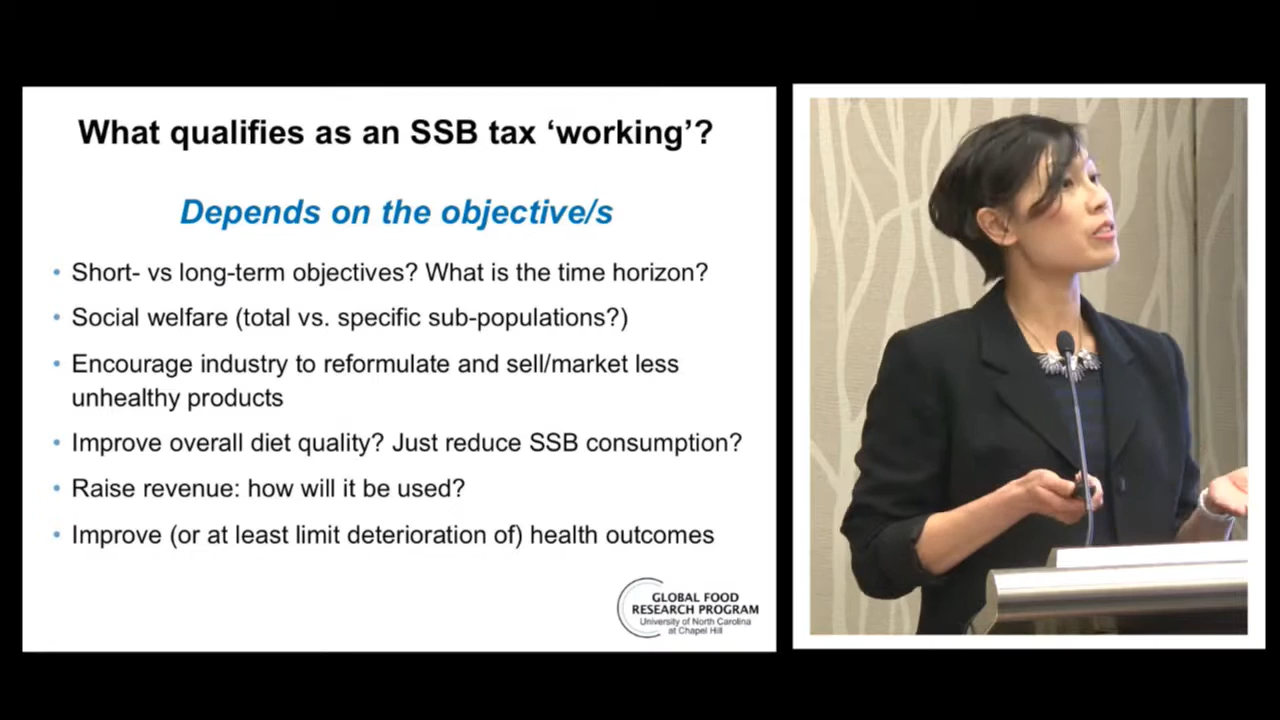 What qualifies as an SSB tax ‘working’?
Depends on the objective/s
• Short- vs long-term objectives? What is the time horizon?
• Social welfare (total vs. specific sub-populations?)
• Encourage industry to reformulate and sell/market less
unhealthy products
• Improve overall diet quality? Just reduce SSB consumption?
• Raise revenue: how will it be used?
• Improve (or at least limit deterioration of) health outcomes
GLOBAL FOOD
RESEARCH PROGRAM
University of North Carolina
at Chapel Hill